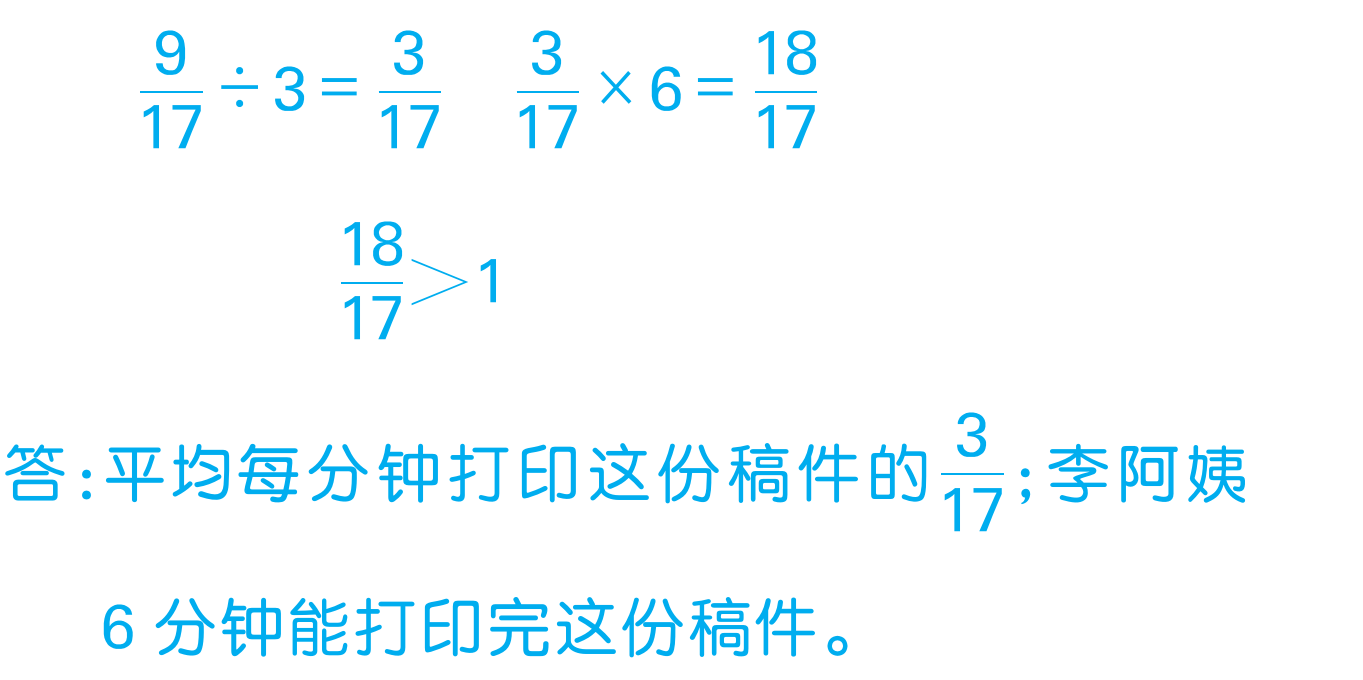 9/17 ÷ 3 = 3/17  3/17 × 6 = 18/17
18/17 > 1
答:平均每分钟打印这份稿件的3/17;李阿姨
6 分钟能打印完这份稿件。